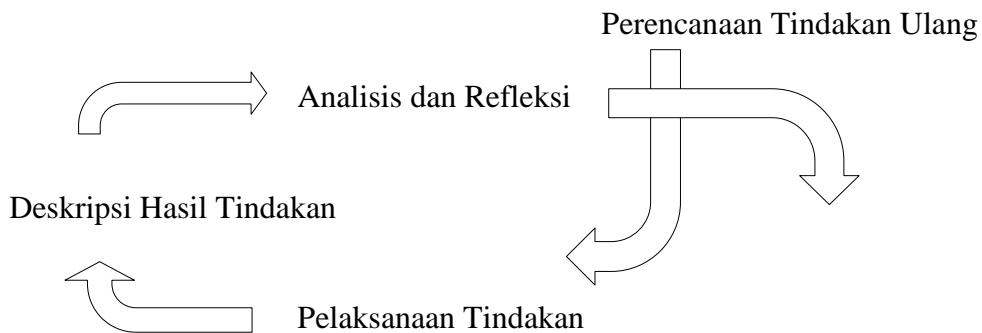 Perencanaan Tindakan Ulang
Analisis dan Refleksi
Deskripsi Hasil Tindakan
Pelaksanaan Tindakan